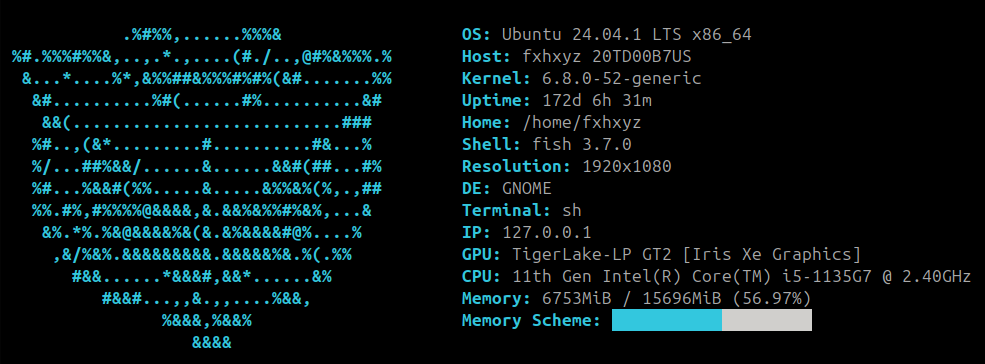 OS: Ubuntu 24.04.1 LTS x86_64
Host: fxhxyz 20TD00B7US
Kernel: 6.8.0-52-generic
Uptime: 172d 6h 31m
Home: /home/fxhxyz
Shell: fish 3.7.0
Resolution: 1920x1080
DE: GNOME
Terminal: sh
IP: 127.0.0.1
GPU: TigerLake-LP GT2 [Iris Xe Graphics]
CPU: 11th Gen Intel(R) Core(TM) i5-1135G7 @ 2.40GHz
Memory: 6753MiB / 15696MiB (56.97%)
Memory Scheme: